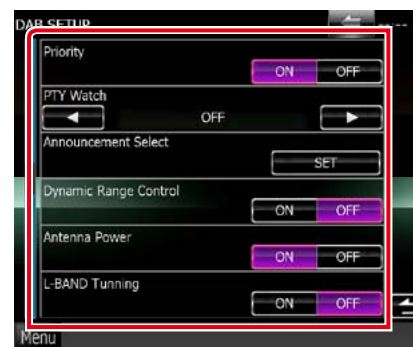 DAB SETUP
Priority
ON OFF
PTY Watch
OFF
Announcement Select
SET
Dynamic Range Control
ON OFF
Antenna Power
ON OFF
L-BAND Tunning
ON OFF
Menu